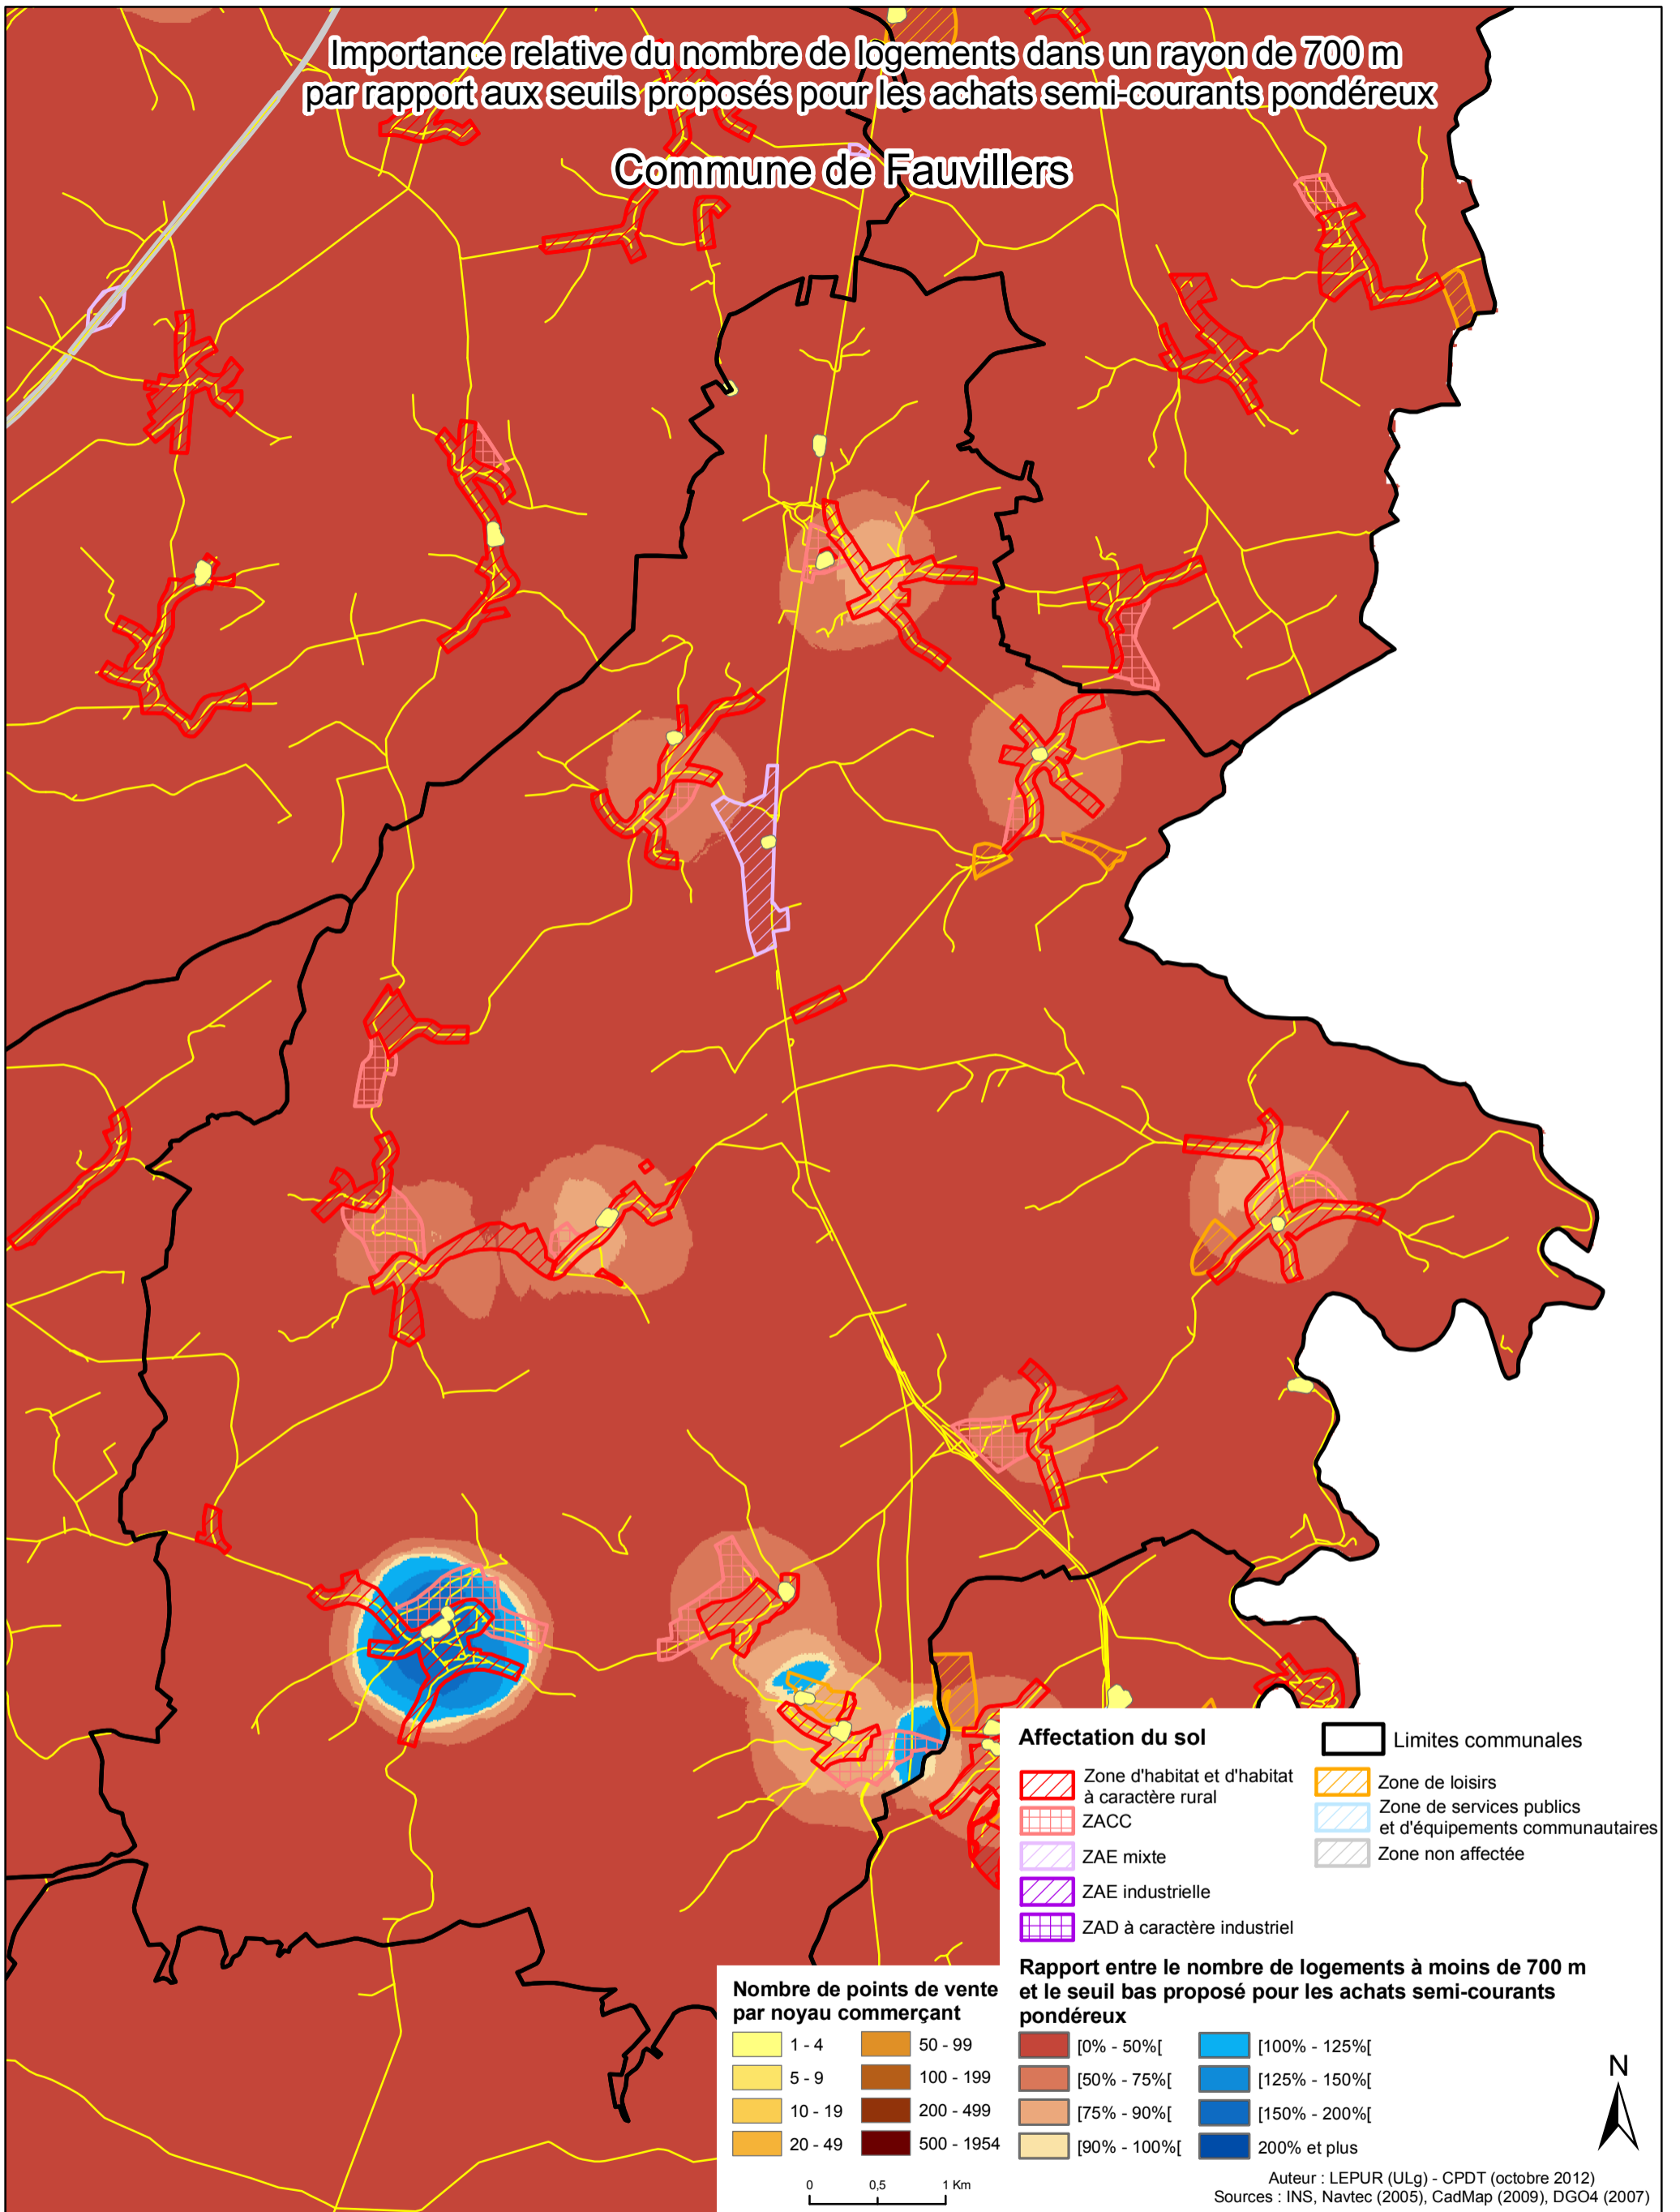 Importance relative du nombre de logements dans un rayon de 700 m
par rapport aux seuils proposés pour les achats semi-courants pondéreux
Commune de Fauvillers
Affectation du sol
Zone d'habitat et d'habitat
à caractère rural
ZACC
ZAE mixte
ZAE industrielle
ZAD à caractère industriel
Limites communales
Zone de loisirs
Zone de services publics
et d'équipements communautaires
Zone non affectée
Nombre de points de vente
par noyau commerçant
1 - 4
5 - 9
10 - 19
20 - 49
50 - 99
100 - 199
200 - 499
500 - 1954
Rapport entre le nombre de logements à moins de 700 m
et le seuil bas proposé pour les achats semi-courants
pondéreux
[0% - 50%[
[50% - 75%[
[75% - 90%[
[90% - 100%[
[100% - 125%[
[125% - 150%[
[150% - 200%[
200% et plus
N
0 0,5 1 Km
Auteur : LEPUR (ULg) - CPDT (octobre 2012)
Sources : INS, Navtec (2005), CadMap (2009), DGO4 (2007)